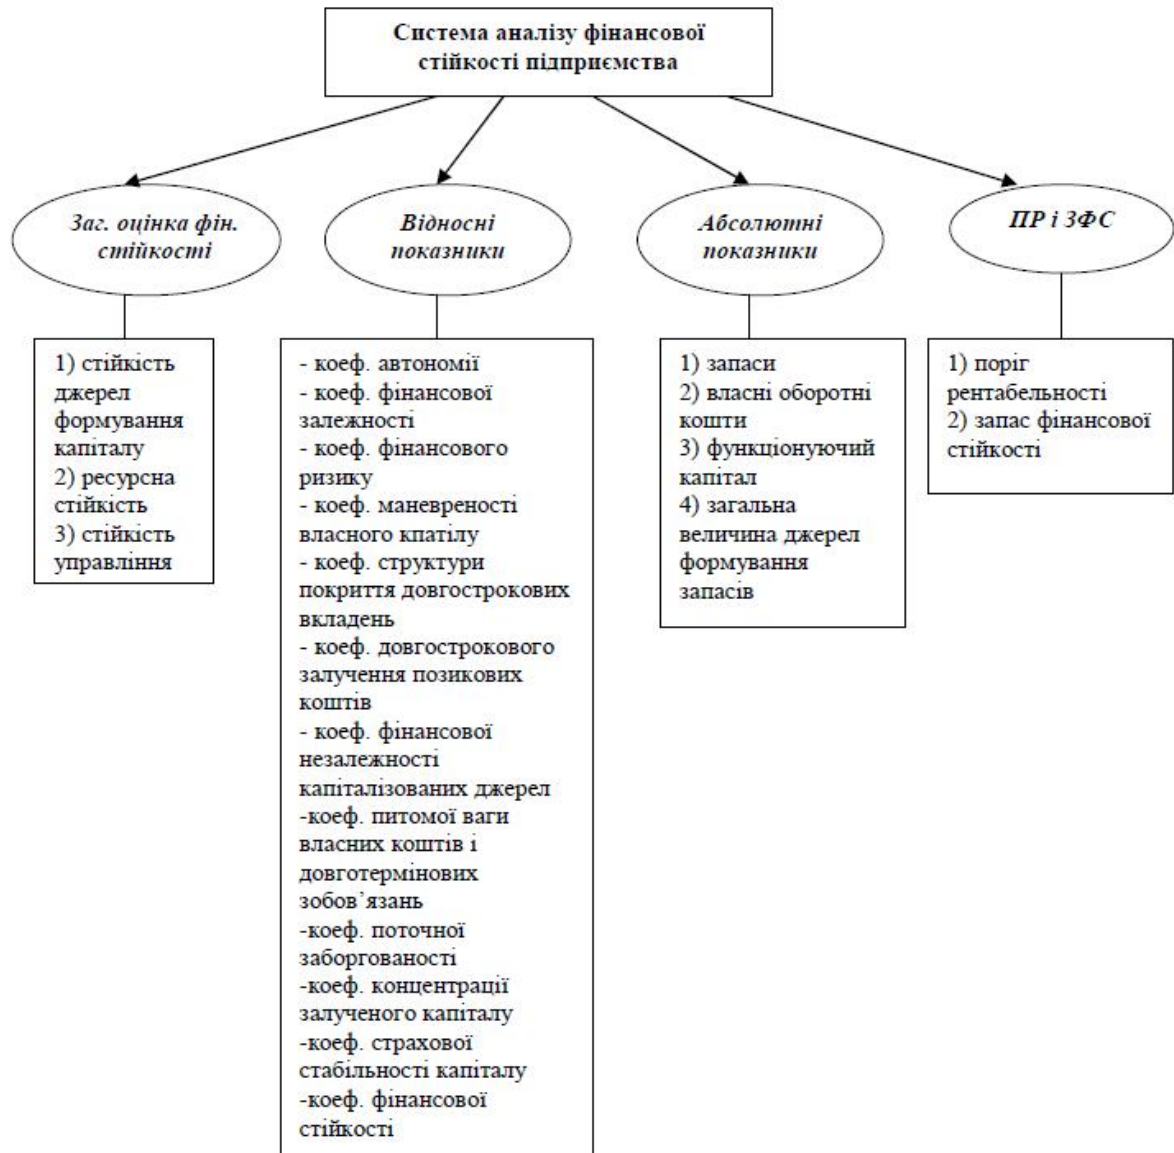 Система аналізу фінансової
стійкості підприємства
Заг. оцінка фін.
стійкості
Відносні
показники
Абсолютні
показники
ПР і ЗФС
1) стійкість
джерел
формування
капіталу
2) ресурсна
стійкість
3) стійкість
управління
- коеф. автономії
- коеф. фінансової
залежності
- коеф. фінансового
ризику
- коеф. маневреності
власного кпатілу
- коеф. структури
покриття довгострокових
вкладень
- коеф. довгострокового
залучення позикових
коштів
- коеф. фінансової
незалежності
капіталізованих джерел
-коеф. питомої ваги
власних коштів і
довготермінових
зобов’язань
-коеф. поточної
заборгованості
-коеф. концентрації
залученого капіталу
-коеф. страхової
стабільності капіталу
-коеф. фінансової
стійкості
1) запаси
2) власні оборотні
кошти
3) функціонуючий
капітал
4) загальна
величина джерел
формування
запасів
1) поріг
рентабельності
2) запас фінансової
стійкості